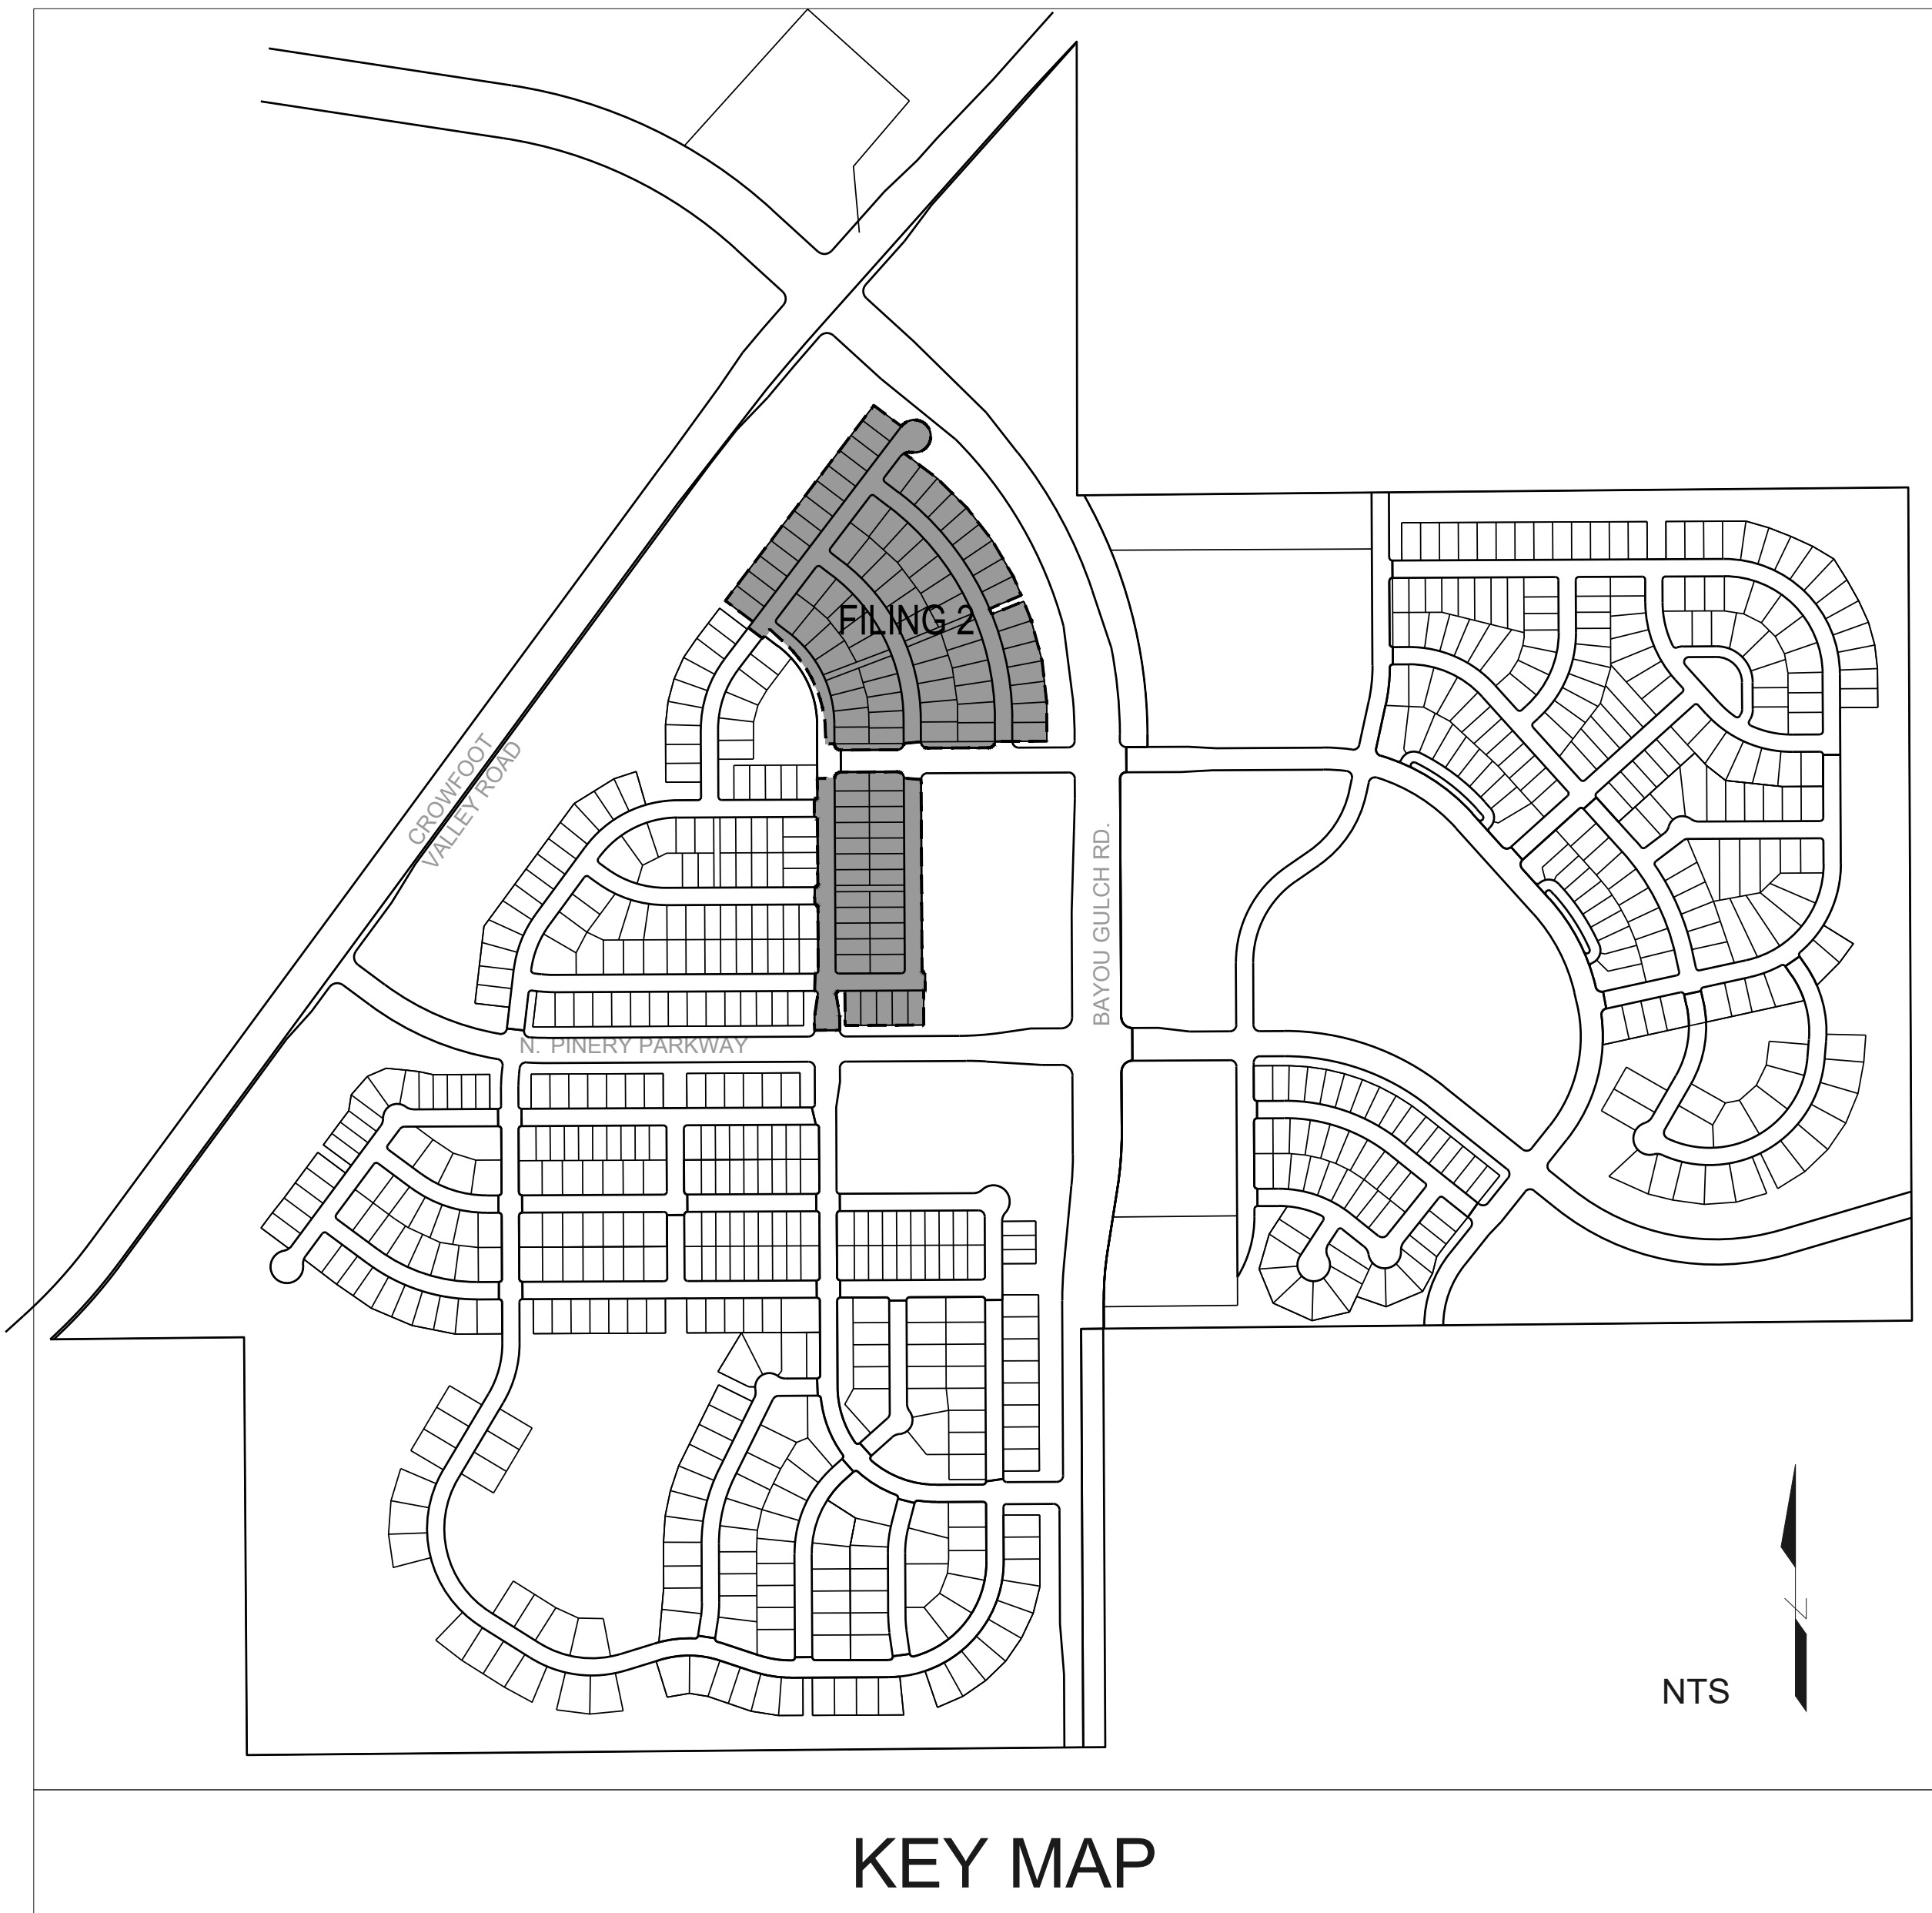 FILING 2
CROWFOOT
VALLEY ROAD
BAYOU GULCH RD.
N. PINERY PARKWAY
NTS
KEY MAP